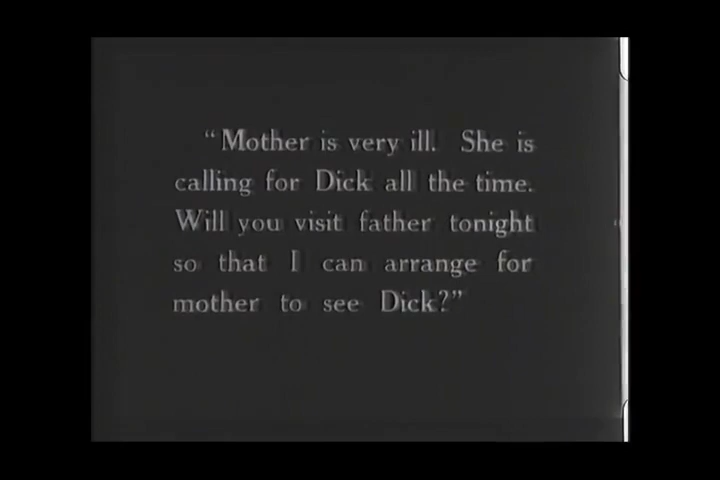 “Mother is very ill. She is
calling for Dick all the time.
Will you visit father tonight
so that I can arrange for
mother to see Dick?”